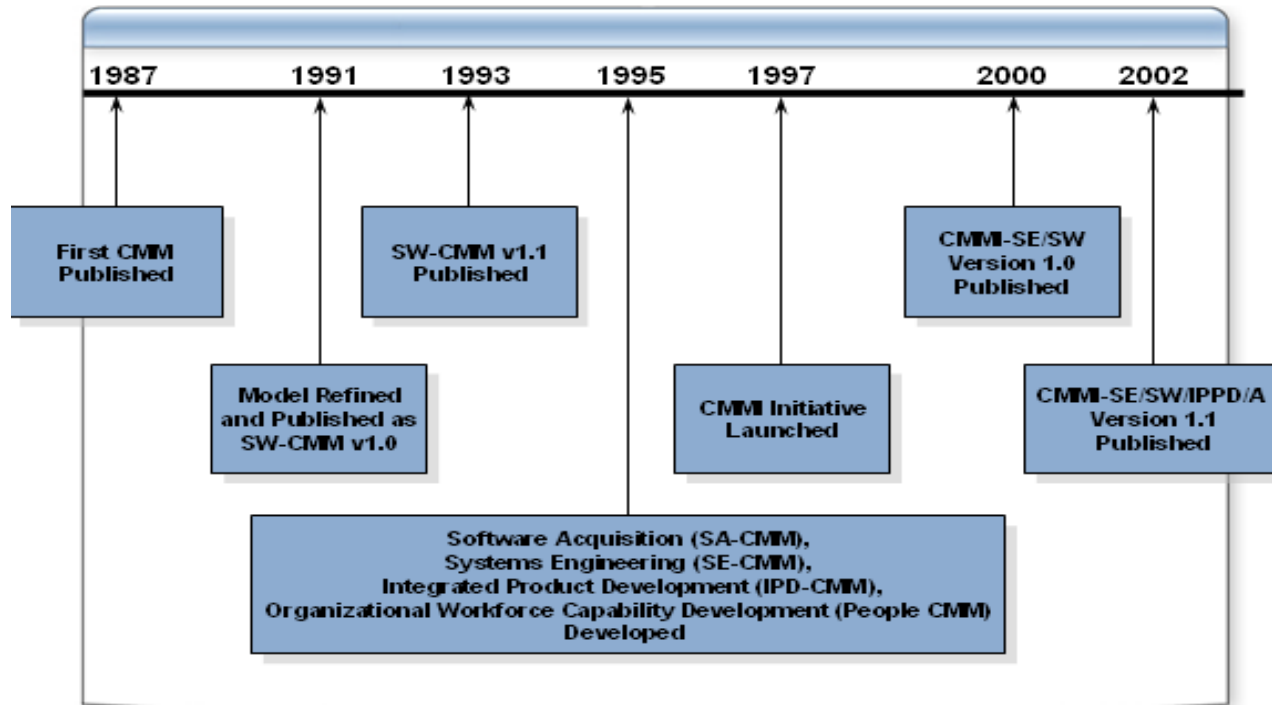 1987 1991 1993 1995 1997 2000 2002
First CMM
Published
SW-CMM v1.1
Published
CMMI-SE/SW
Version 1.0
Published
Model Refined
and Published as
SW-CMM v1.0
CMMI Initiative
Launched
CMMI-SE/SW/IPPD/A
Version 1.1
Published
Software Acquisition (SA-CMM),
Systems Engineering (SE-CMM),
Integrated Product Development (IPD-CMM),
Organizational Workforce Capability Development (People CMM)
Developed